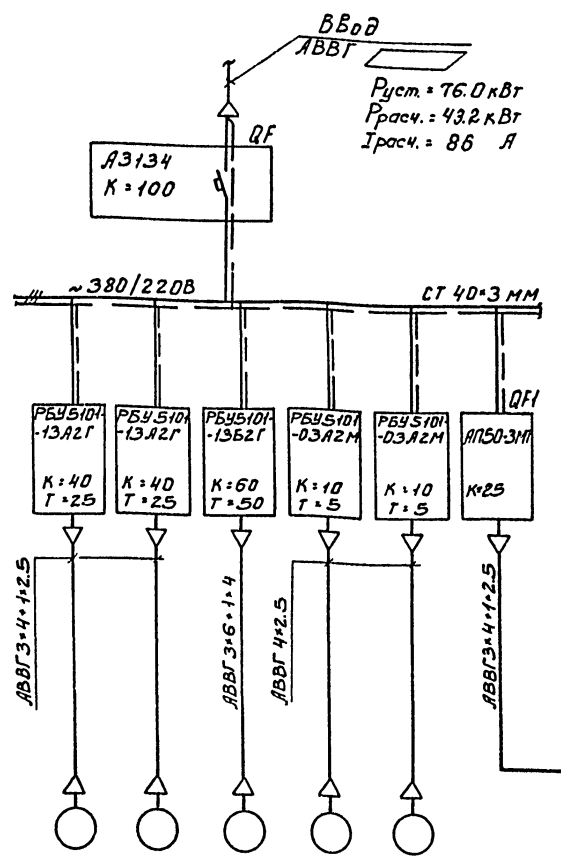 ВВод
АВВГ
Руст. = 76.0 кВт
Ррасч. = 43.2 кВт
Iрасч. = 86 А
QF
А3134
К = 100
~ 380/220В
СТ 40×3 мм
РБУ5101-
-13А2Г
К = 40
Т = 25
РБУ5101-
-13А2Г
К = 40
Т = 25
РБУ5101-
-13Б2Г
К = 60
Т = 50
РБУ5101
-03А2М
К = 10
Т = 5
РБУ5101-
-03А2М
К = 10
Т = 5
QF1
АП50-3МТ
К=25
АВВГ 3×4+1×2.5
АВВГ 3×6+1×4
АВВГ 4×2.5
АВВГ 3×4+1×2.5